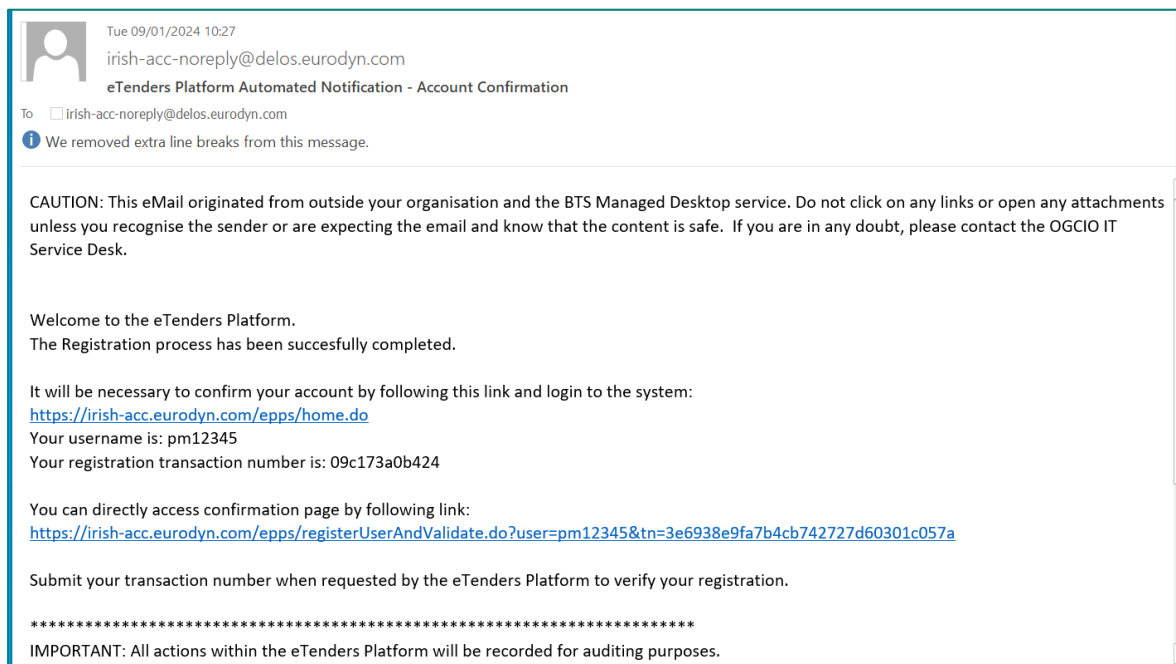 Tue 09/01/2024 10:27
irish-acc-noreply@delos.eurodyn.com
eTenders Platform Automated Notification - Account Confirmation
To irish-acc-noreply@delos.eurodyn.com
We removed extra line breaks from this message.
CAUTION: This eMail originated from outside your organisation and the BTS Managed Desktop service. Do not click on any links or open any attachments
unless you recognise the sender or are expecting the email and know that the content is safe.  If you are in any doubt, please contact the OGCIO IT
Service Desk.
Welcome to the eTenders Platform.
The Registration process has been succesfully completed.
It will be necessary to confirm your account by following this link and login to the system:
https://irish-acc.eurodyn.com/epps/home.do
Your username is: pm12345
Your registration transaction number is: 09c173a0b424
You can directly access confirmation page by following link:
https://irish-acc.eurodyn.com/epps/registerUserAndValidate.do?user=pm12345&tn=3e6938e9fa7b4cb742727d60301c057a
Submit your transaction number when requested by the eTenders Platform to verify your registration.
*************************************************************************
IMPORTANT: All actions within the eTenders Platform will be recorded for auditing purposes.